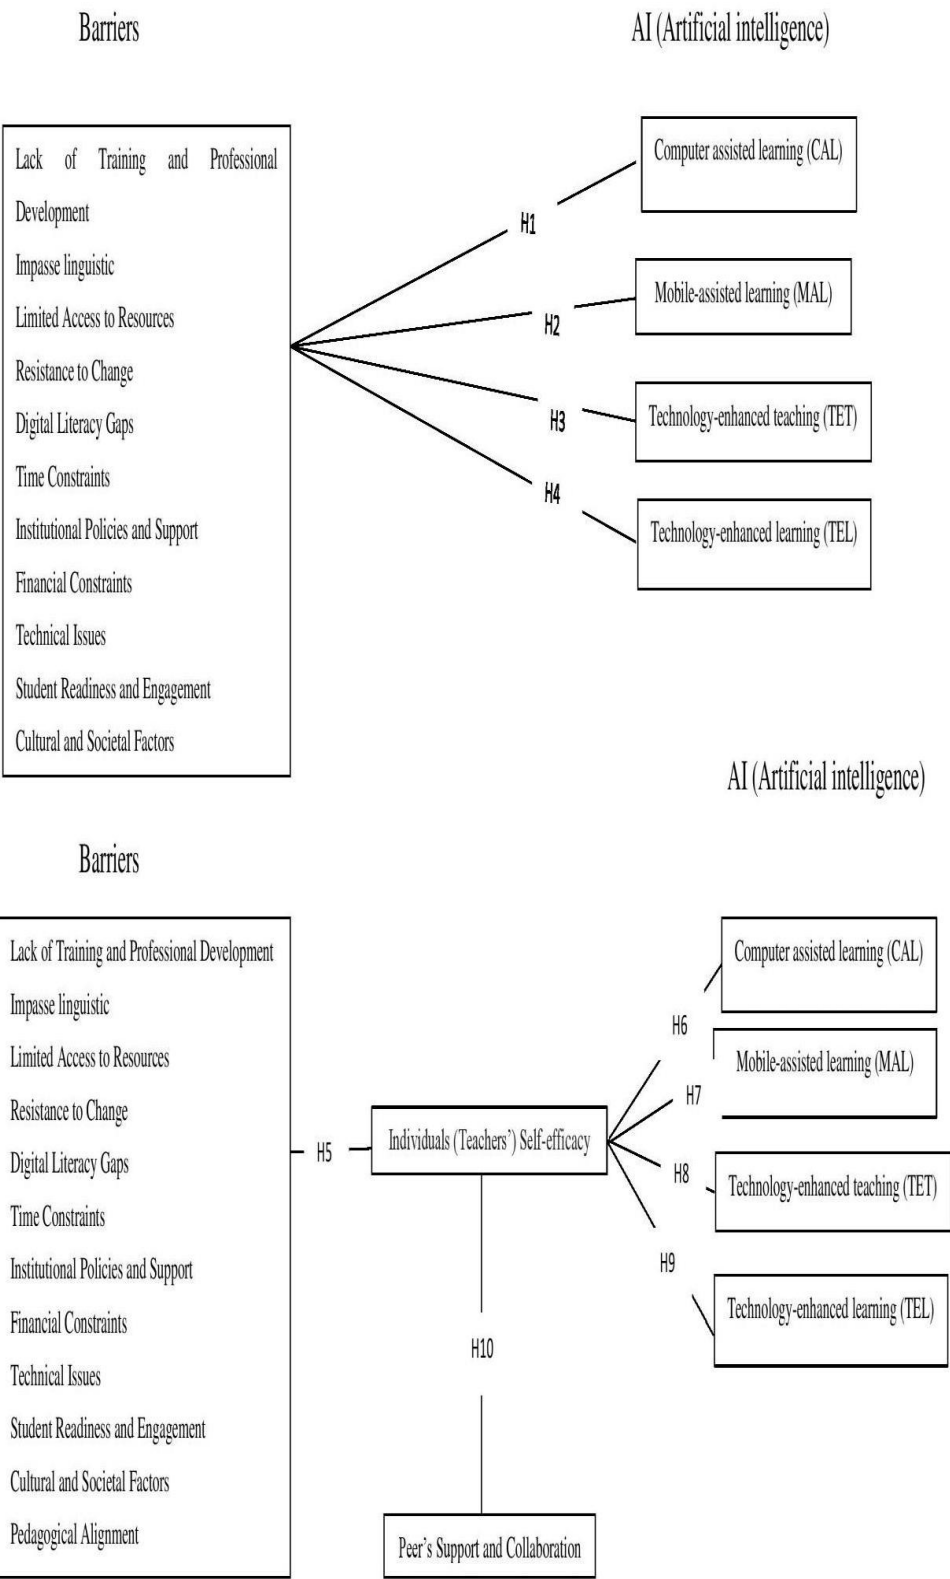 Barriers
AI (Artificial intelligence)
Lack of Training and Professional
Development
Impasse linguistic
Limited Access to Resources
Resistance to Change
Digital Literacy Gaps
Time Constraints
Institutional Policies and Support
Financial Constraints
Technical Issues
Student Readiness and Engagement
Cultural and Societal Factors
H1
H2
H3
H4
Computer assisted learning (CAL)
Mobile-assisted learning (MAL)
Technology-enhanced teaching (TET)
Technology-enhanced learning (TEL)
AI (Artificial intelligence)
Barriers
Lack of Training and Professional Development
Impasse linguistic
Limited Access to Resources
Resistance to Change
Digital Literacy Gaps
Time Constraints
Institutional Policies and Support
Financial Constraints
Technical Issues
Student Readiness and Engagement
Cultural and Societal Factors
Pedagogical Alignment
H5
Individuals (Teachers’) Self-efficacy
H10
Peer’s Support and Collaboration
H6
H7
H8
H9
Computer assisted learning (CAL)
Mobile-assisted learning (MAL)
Technology-enhanced teaching (TET)
Technology-enhanced learning (TEL)